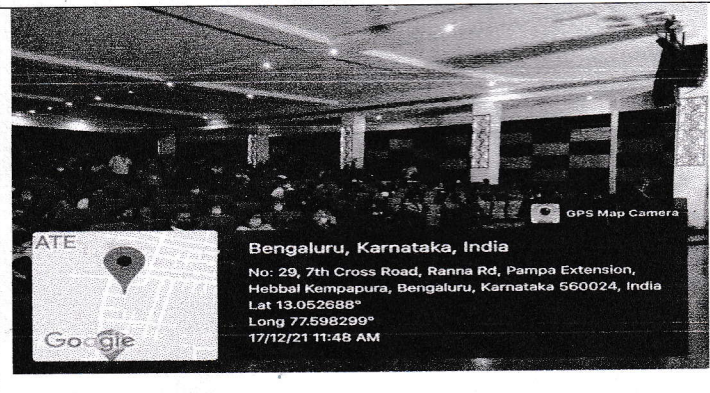 GPS Map Camera
ATE
Google
Bengaluru, Karnataka, India
No: 29, 7th Cross Road, Ranna Rd, Pampa Extension,
Hebbal Kempapura, Bengaluru, Karnataka 560024, India
Lat 13.052688°
Long 77.598299°
17/12/21 11:48 AM